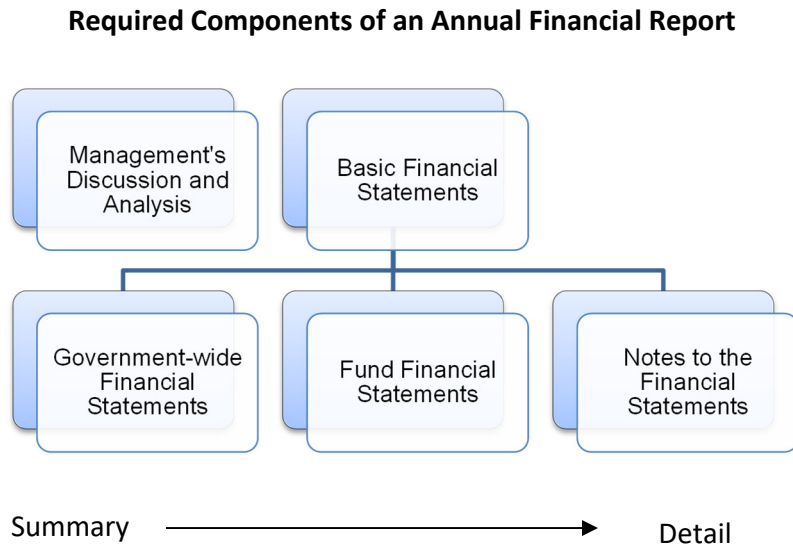 Required Components of an Annual Financial Report
Management's
Discussion and
Analysis
Basic Financial
Statements
Government-wide
Financial
Statements
Fund Financial
Statements
Notes to the
Financial
Statements
Summary
Detail